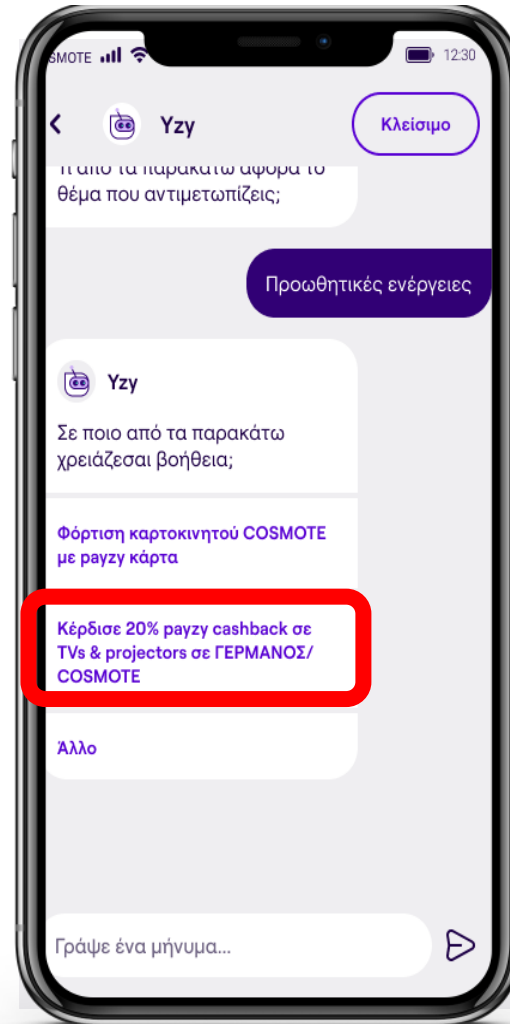 SMOTE
12:30
Yzy
Κλείσιμο
Τι από τα παρακάτω αφορά το
θέμα που αντιμετωπίζεις;
Προωθητικές ενέργειες
Yzy
Σε ποιο από τα παρακάτω
χρειάζεσαι βοήθεια;
Φόρτιση καρτοκινητού COSMOTE
με payzy κάρτα
Κέρδισε 20% payzy cashback σε
TVs & projectors σε ΓΕΡΜΑΝΟΣ/
COSMOTE
Άλλο
Γράψε ένα μήνυμα...